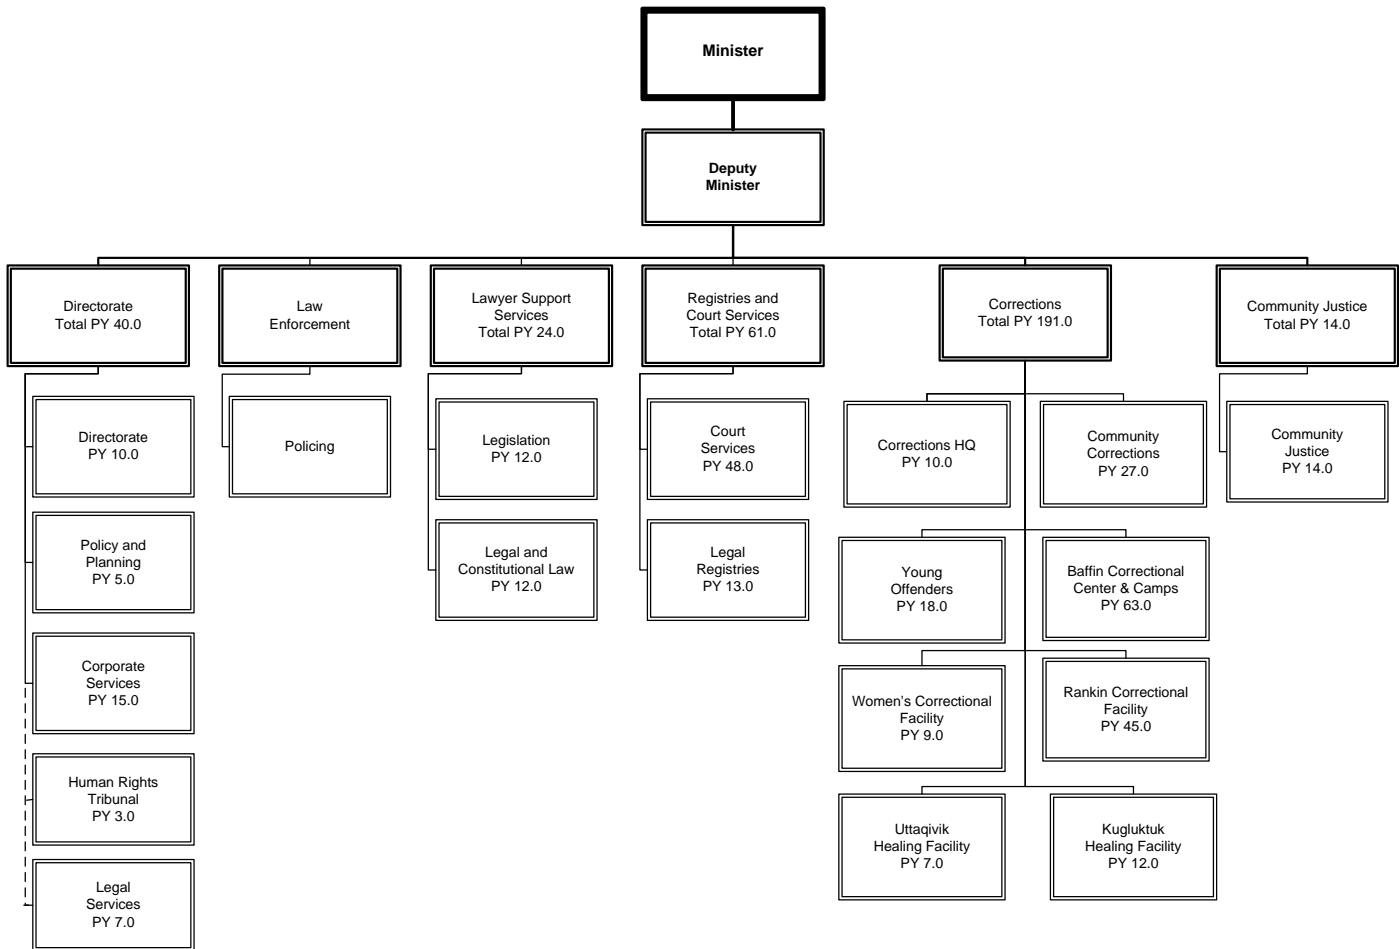 Minister
Deputy
Minister
Directorate
Total PY 40.0
Law
Enforcement
Lawyer Support
Services
Total PY 24.0
Registries and
Court Services
Total PY 61.0
Corrections
Total PY 191.0
Community Justice
Total PY 14.0
Directorate
PY 10.0
Policy and
Planning
PY 5.0
Corporate
Services
PY 15.0
Human Rights
Tribunal
PY 3.0
Legal
Services
PY 7.0
Policing
Legislation
PY 12.0
Legal and
Constitutional Law
PY 12.0
Court
Services
PY 48.0
Legal
Registries
PY 13.0
Corrections HQ
PY 10.0
Community
Corrections
PY 27.0
Young
Offenders
PY 18.0
Baffin Correctional
Center & Camps
PY 63.0
Women's Correctional
Facility
PY 9.0
Rankin Correctional
Facility
PY 45.0
Uttaqivik
Healing Facility
PY 7.0
Kugluktuk
Healing Facility
PY 12.0
Community
Justice
PY 14.0